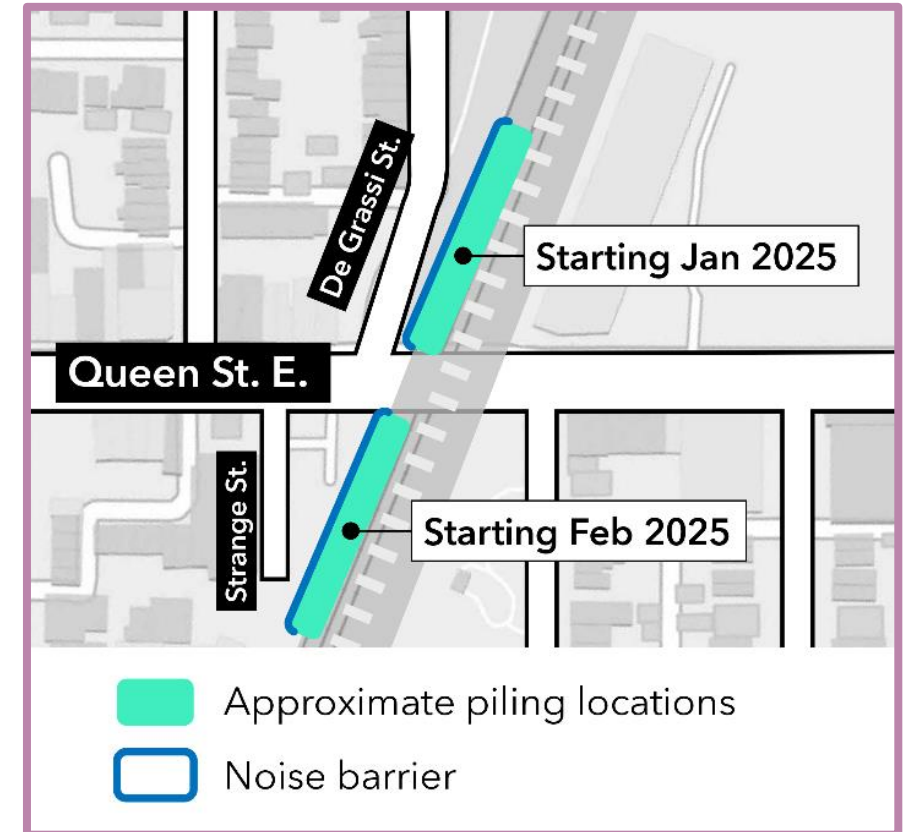 De Grassi St.
Starting Jan 2025
Queen St. E.
Strange St.
Starting Feb 2025
Approximate piling locations
Noise barrier